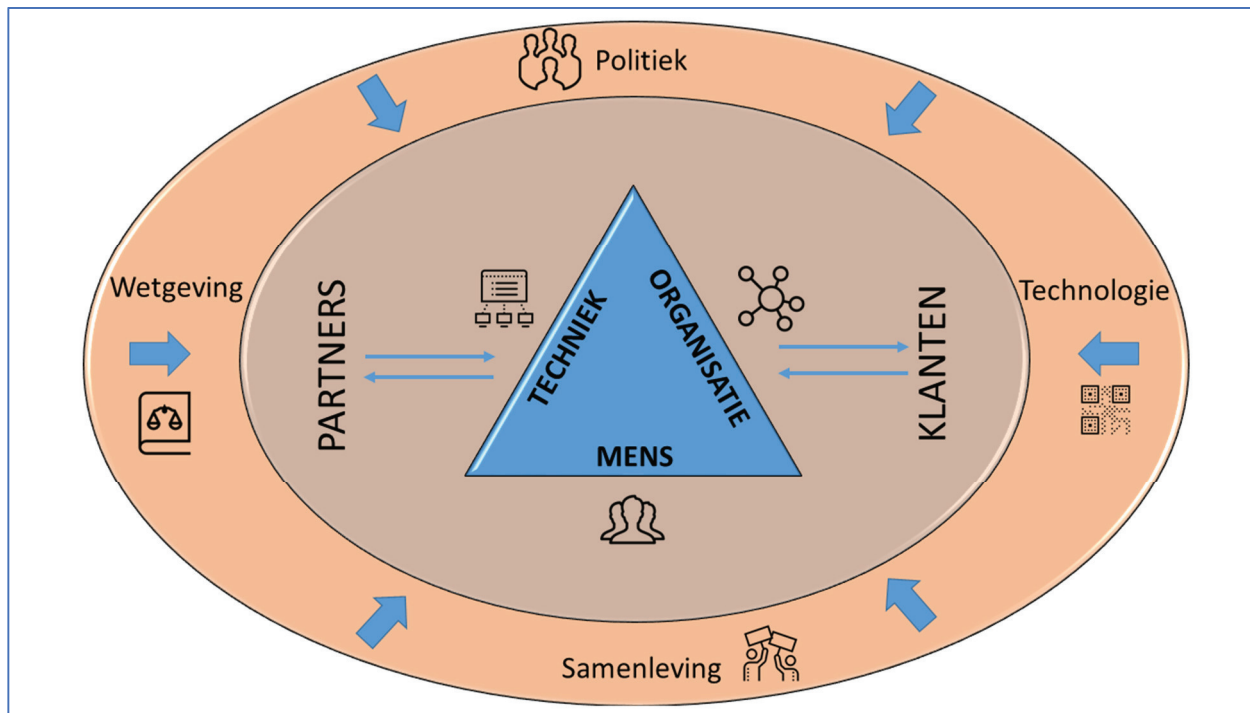 Politiek
Wetgeving
Technologie
PARTNERS
TECHNIEK
ORGANISATIE
KLANTEN
MENS
Samenleving